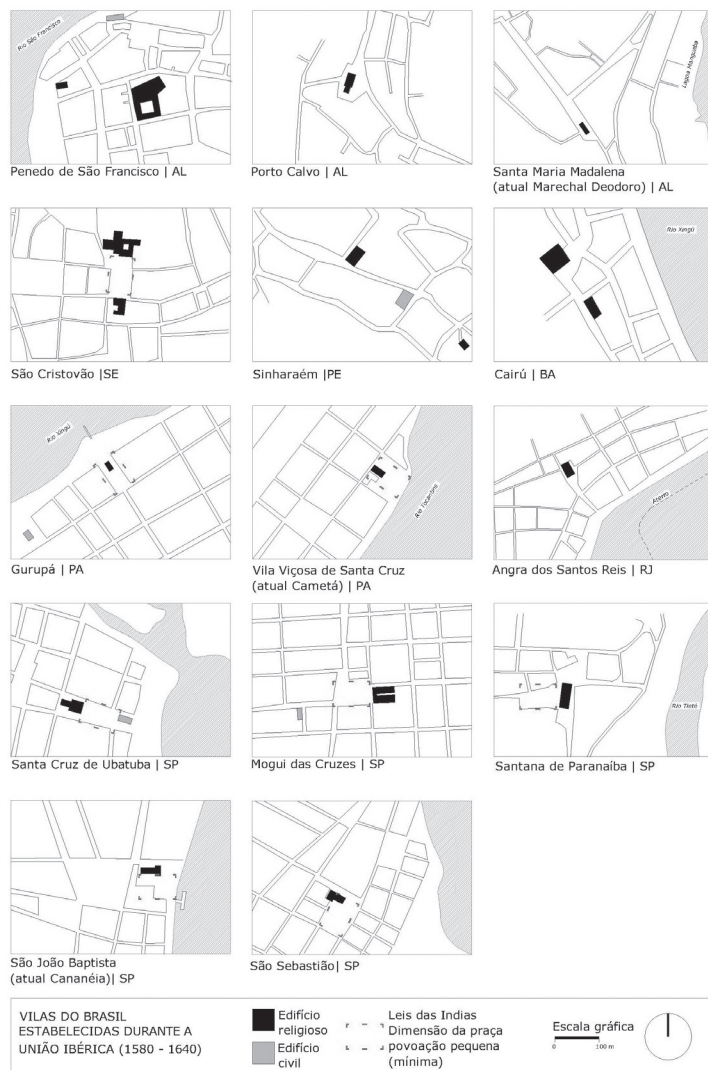 Rio São Francisco
Penedo de São Francisco | AL
Porto Calvo | AL
Lagoa Manguaba
Santa Maria Madalena
(atual Marechal Deodoro) | AL
São Cristovão |SE
Sinharaém |PE
Rio Xingú
Cairú | BA
Rio Xingú
Gurupá | PA
Rio Tocantins
Vila Viçosa de Santa Cruz
(atual Cametá) | PA
Aterro
Angra dos Santos Reis | RJ
Santa Cruz de Ubatuba | SP
Mogui das Cruzes | SP
Rio Tietê
Santana de Paranaíba | SP
São João Baptista
(atual Cananéia)| SP
São Sebastião| SP
VILAS DO BRASIL
ESTABELECIDAS DURANTE A
UNIÃO IBÉRICA (1580 - 1640)
Edifício
religioso
Edifício
civil
Leis das Indias
Dimensão da praça
povoação pequena
(mínima)
Escala gráfica
0 100 m